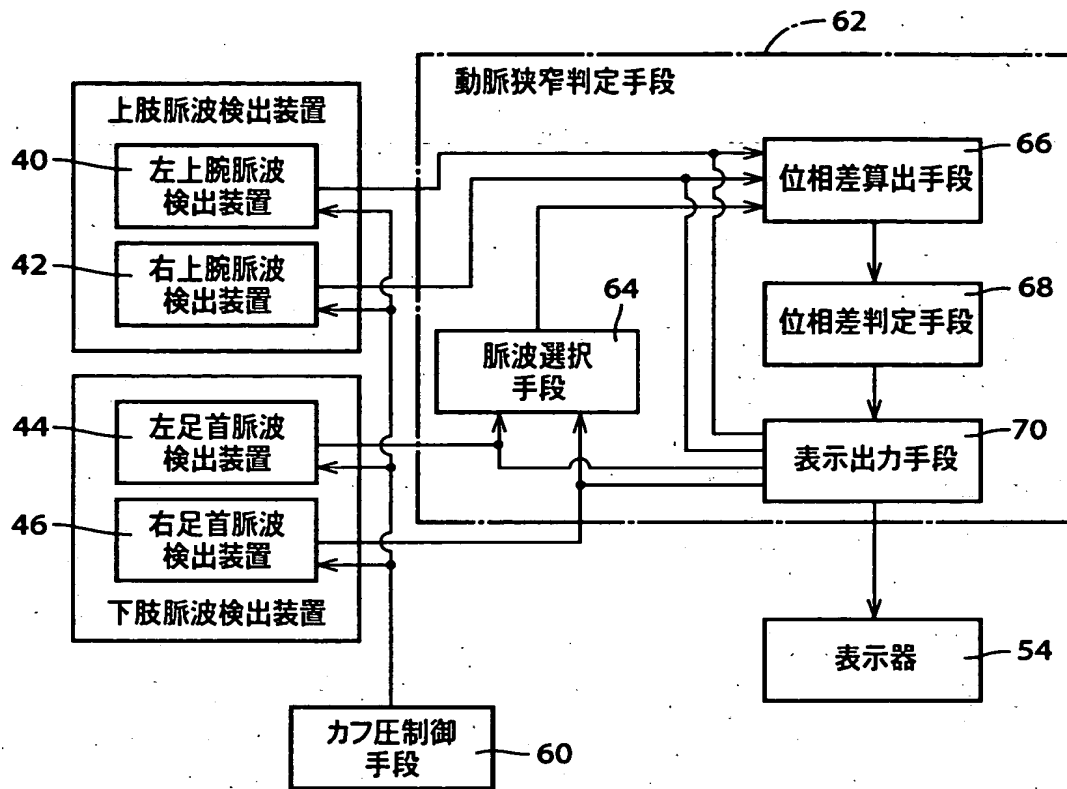 62
動脈狭窄判定手段
上肢脈波検出装置
40
左上腕脈波
検出装置
42
右上腕脈波
検出装置
66
位相差算出手段
64
脈波選択
手段
68
位相差判定手段
44
左足首脈波
検出装置
46
右足首脈波
検出装置
下肢脈波検出装置
70
表示出力手段
表示器
54
カフ圧制御
手段
60